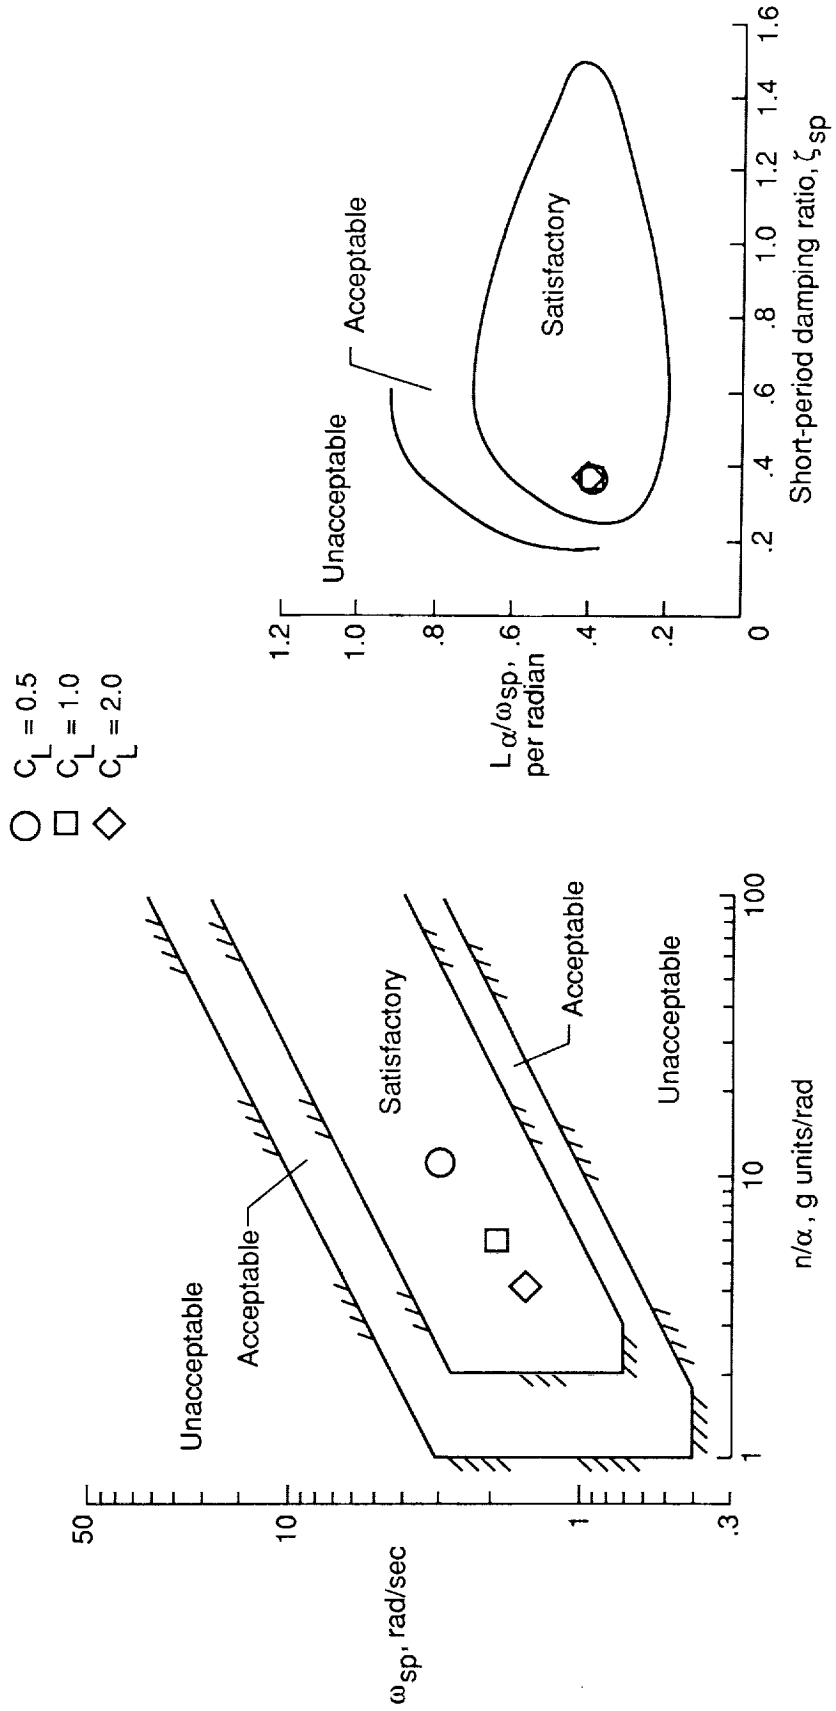 C_L = 0.5
C_L = 1.0
C_L = 2.0
50
10
1
.3
ω_sp, rad/sec
Unacceptable
Acceptable
Satisfactory
Acceptable
Unacceptable
1
10
100
n/α, g units/rad
1.2
1.0
.8
.6
.4
.2
0
L_α/ω_sp,
per radian
Unacceptable
Acceptable
Satisfactory
.2
.4
.6
.8
1.0
1.2
1.4
1.6
Short-period damping ratio, ζ_sp